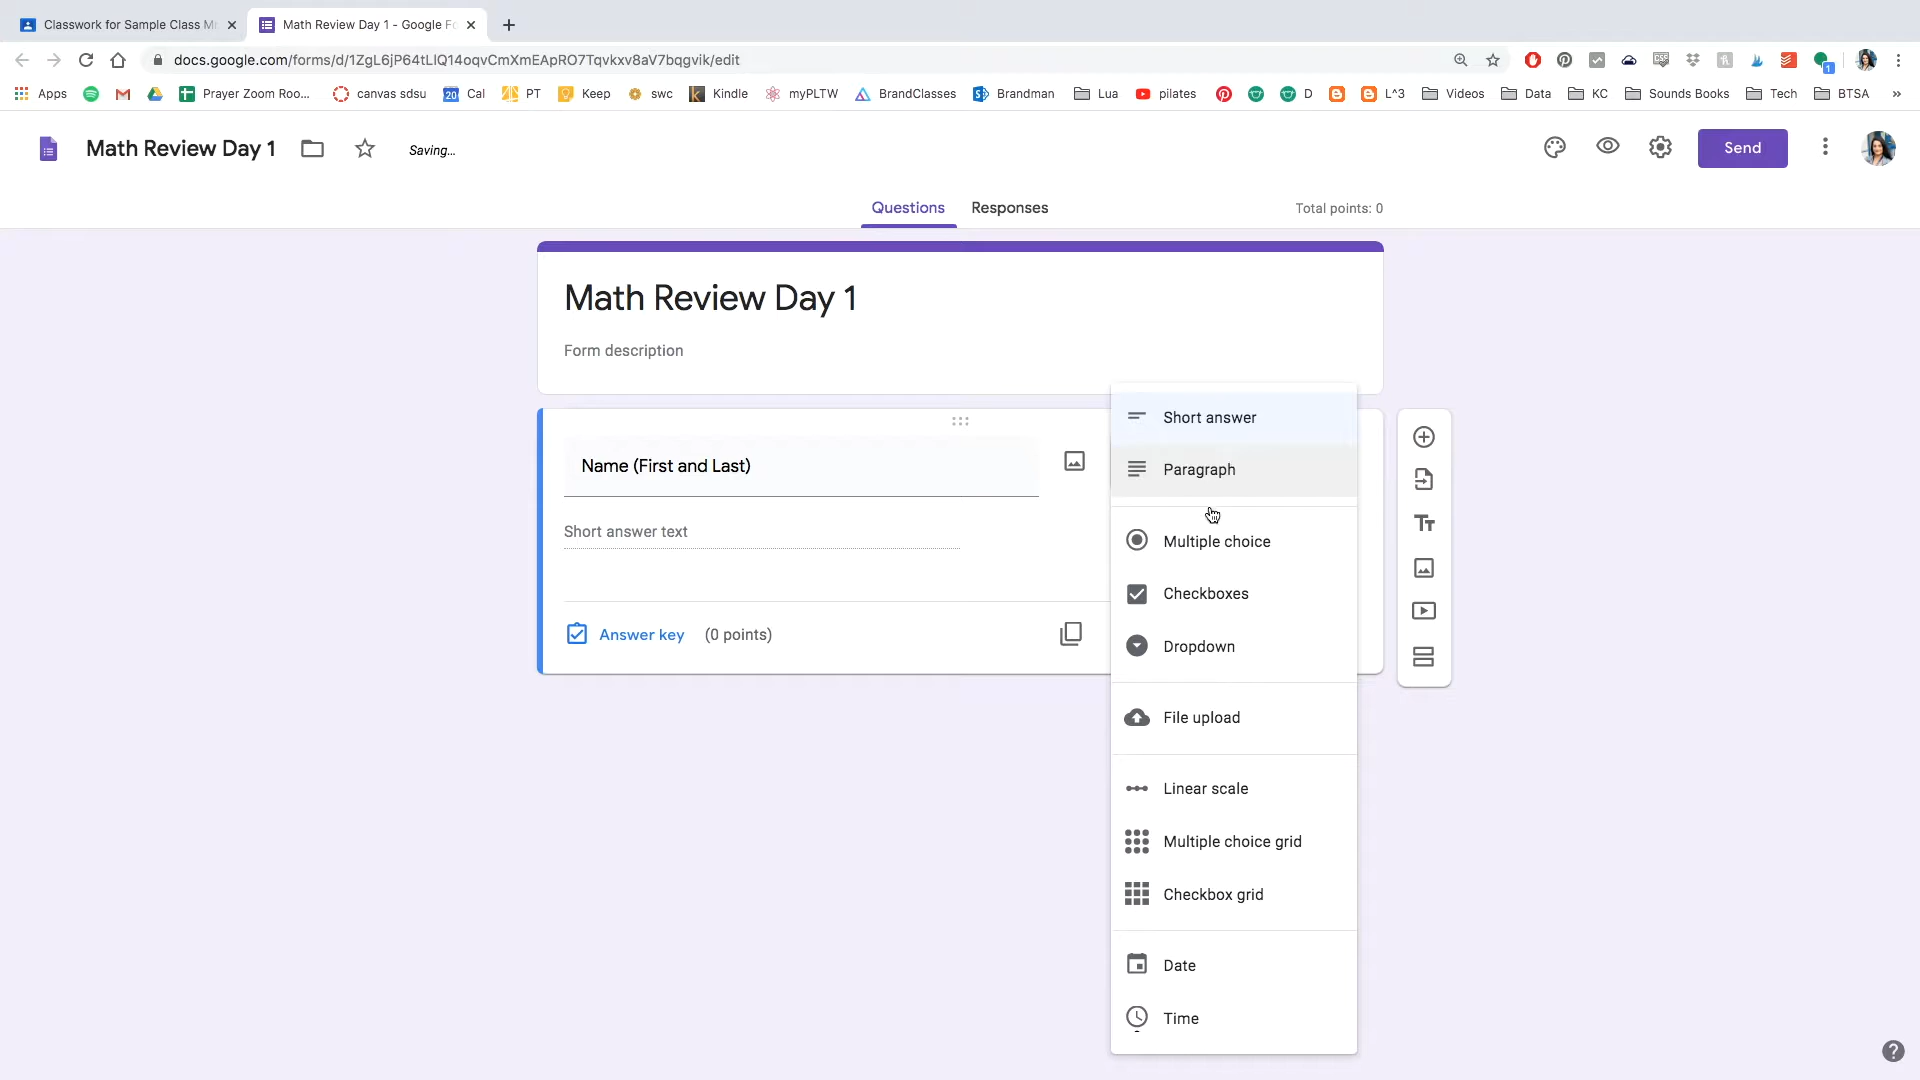 Classwork for Sample Class M
Math Review Day 1 - Google Fo
docs.google.com/forms/d/1ZgL6jP64tLIQ14oqvCmXmEApRO7Tqvkxv8aV7bqgvik/edit
1
Apps
Prayer Zoom Roo...
canvas sdsu
20 Cal
PT
Keep
swc
Kindle
myPLTW
BrandClasses
Brandman
Lua
pilates
D
L^3
Videos
Data
KC
Sounds Books
Tech
BTSA
»
Math Review Day 1
Saving...
Send
Questions
Responses
Total points: 0
Math Review Day 1
Form description
Name (First and Last)
Short answer text
Answer key
(0 points)
Short answer
Paragraph
Multiple choice
Checkboxes
Dropdown
File upload
Linear scale
Multiple choice grid
Checkbox grid
Date
Time